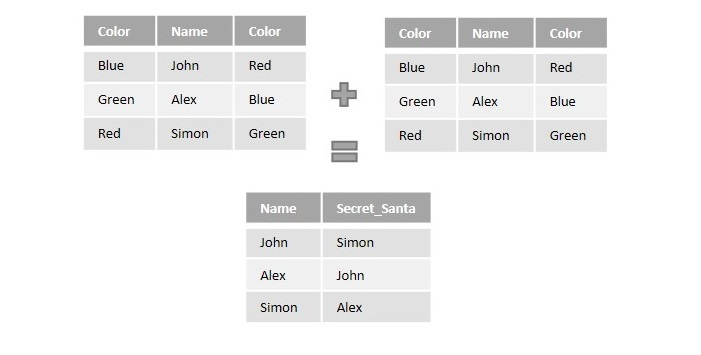 Color Name Color
Blue John Red
Green Alex Blue
Red Simon Green
Color Name Color
Blue John Red
Green Alex Blue
Red Simon Green
Name Secret_Santa
John Simon
Alex John
Simon Alex